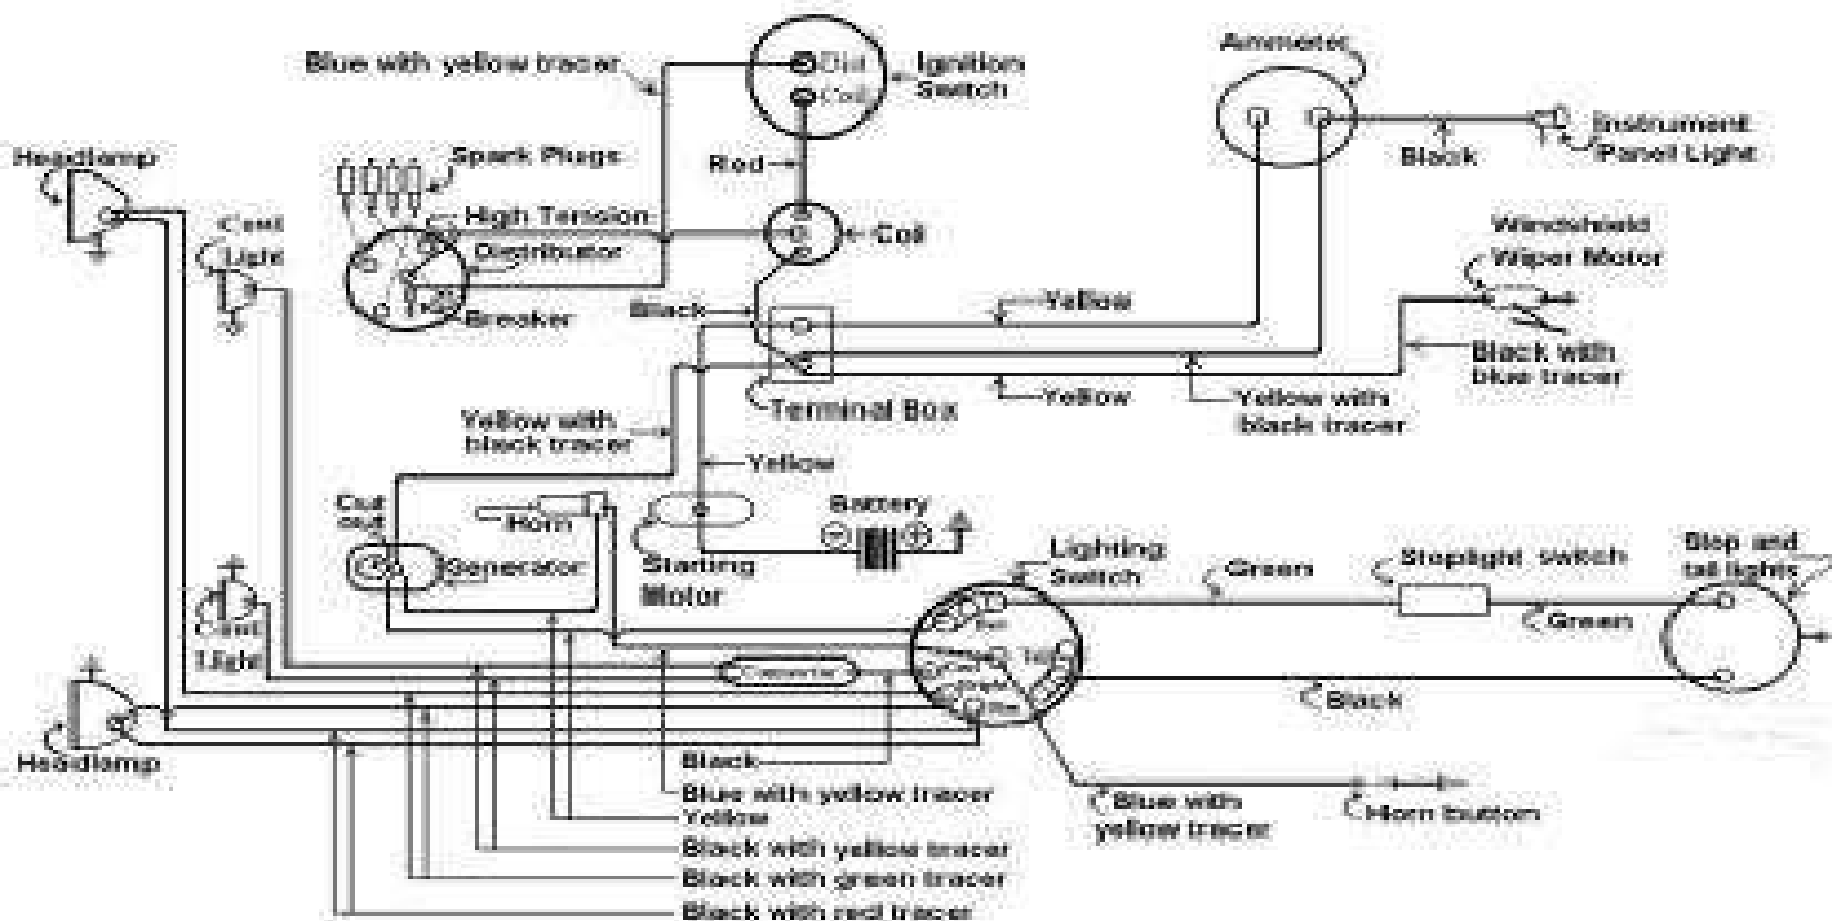 Blue with yellow tracer
Ignition
Switch
Ammeter
Instrument
Panel Light
Black
Headlamp
Spark Plugs
Red
High Tension
Distributor
Breaker
Coil
Cowl
Light
Windshield
Wiper Motor
Black
Yellow
Black with
blue tracer
Terminal Box
Yellow
Yellow with
black tracer
Yellow with
black tracer
Yellow
Cut
out
Horn
Battery
Generator
Starting
Motor
Lighting
Switch
Green
Stoplight switch
Stop and
tail lights
Green
Cowl
Light
Black
Headlamp
Black
Blue with yellow tracer
Yellow
Black with yellow tracer
Black with green tracer
Black with red tracer
Blue with
yellow tracer
Horn button